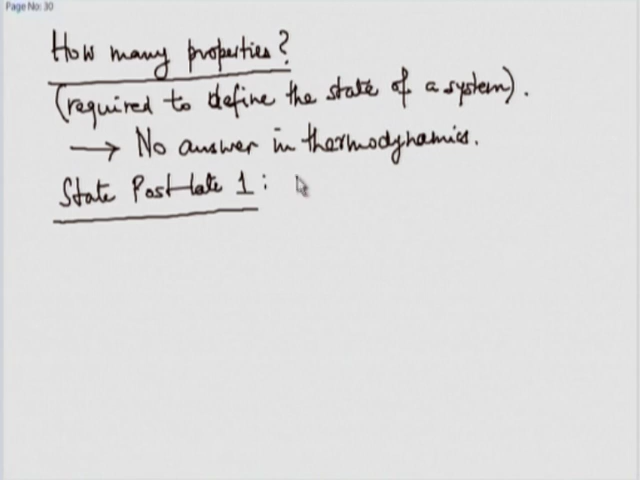 Page No: 30
How many properties?
(required to define the state of a system).
→ No answer in thermodynamics.
State Postulate 1: